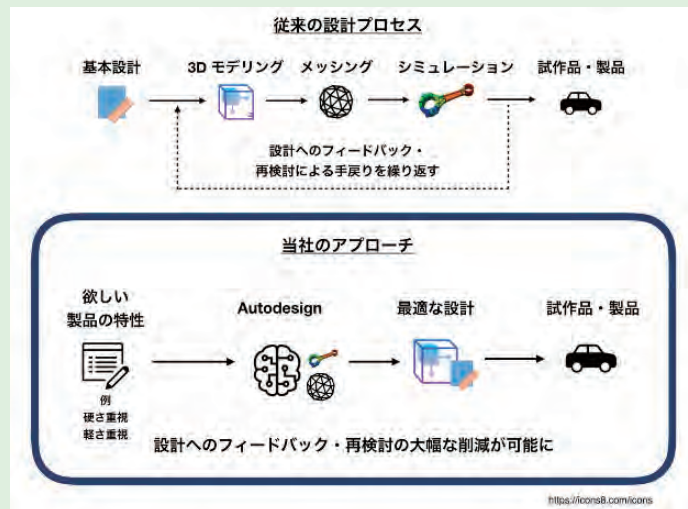 従来の設計プロセス
基本設計
3D モデリング
メッシング
シミュレーション
試作品・製品
設計へのフィードバック・
再検討による手戻りを繰り返す
当社のアプローチ
欲しい
製品の特性
Autodesign
最適な設計
試作品・製品
例
硬さ重視
軽さ重視
設計へのフィードバック・再検討の大幅な削減が可能に
https://icons8.com/icons